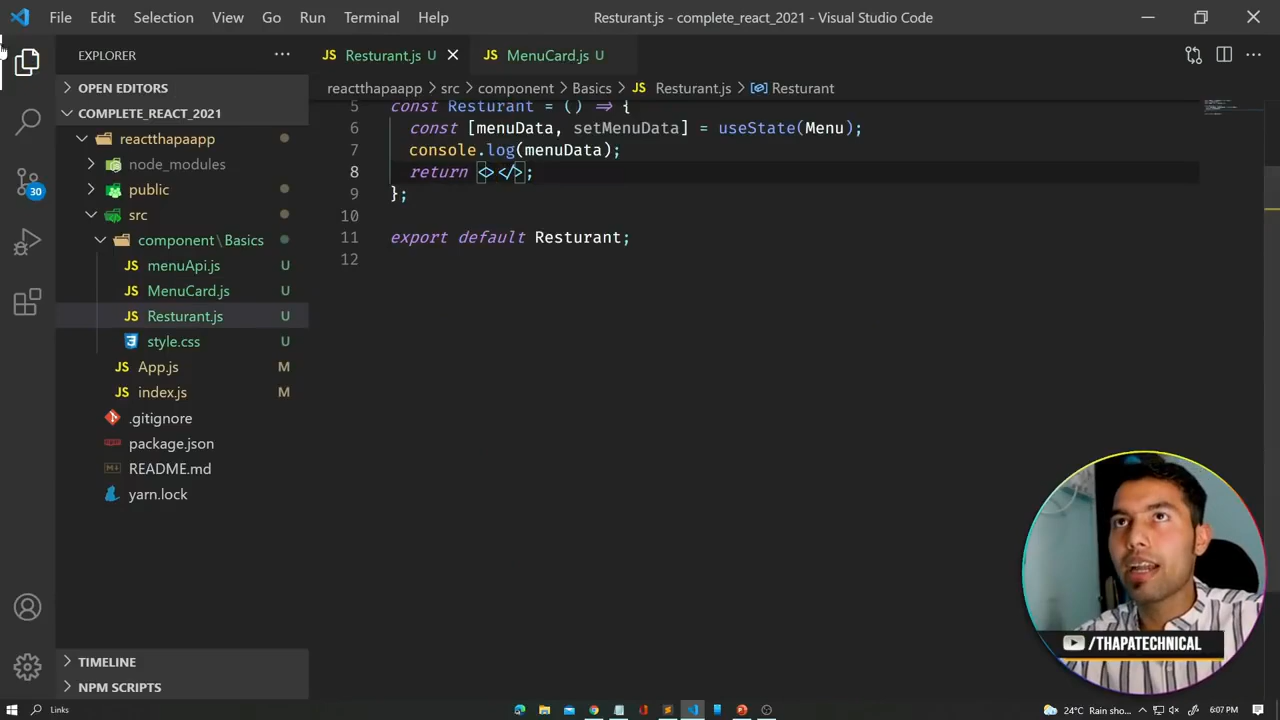 File Edit Selection View Go Run Terminal Help
Resturant.js - complete_react_2021 - Visual Studio Code
EXPLORER
OPEN EDITORS
COMPLETE_REACT_2021
reactthapaapp
node_modules
public
src
component\Basics
JS menuApi.js U
JS MenuCard.js U
JS Resturant.js U
style.css U
JS App.js M
JS index.js M
.gitignore
package.json
README.md
yarn.lock
TIMELINE
NPM SCRIPTS
30
JS Resturant.js U
JS MenuCard.js U
reactthapaapp > src > component > Basics > JS Resturant.js > Resturant
5 const Resturant = () => {
6 const [menuData, setMenuData] = useState(Menu);
7 console.log(menuData);
8 return <></>;
9 };
10
11 export default Resturant;
12
/THAPATECHNICAL
Links
24°C Rain sho...
6:07 PM